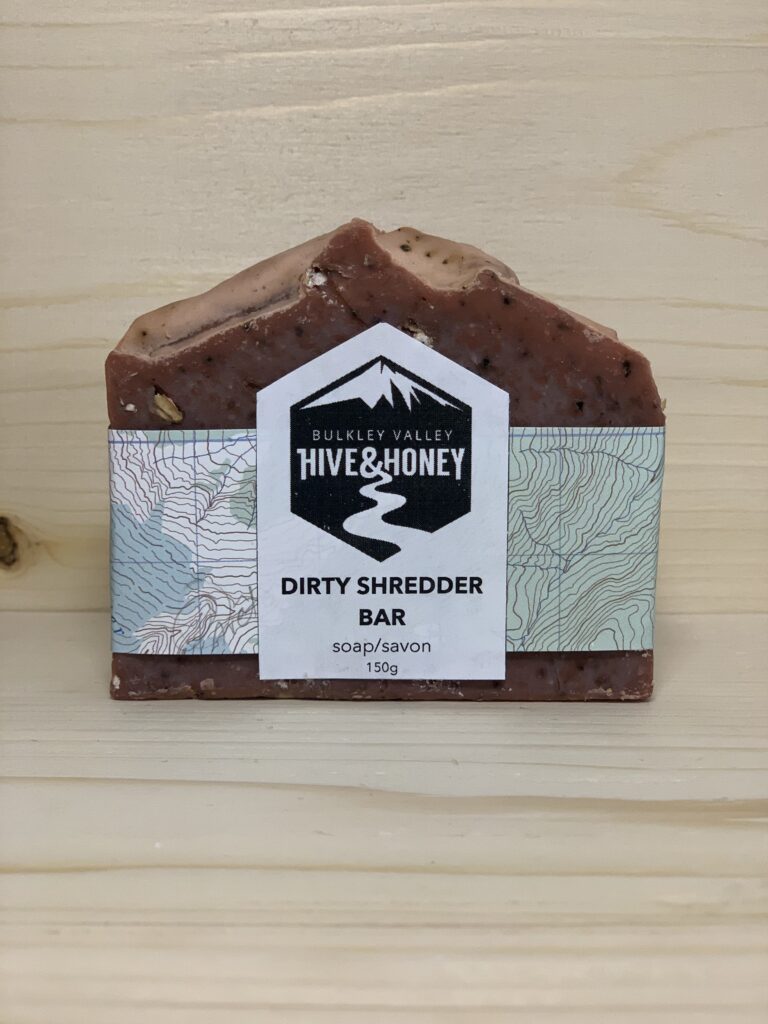 BULKLEY VALLEY
HIVE&HONEY
DIRTY SHREDDER
BAR
soap/savon
150g